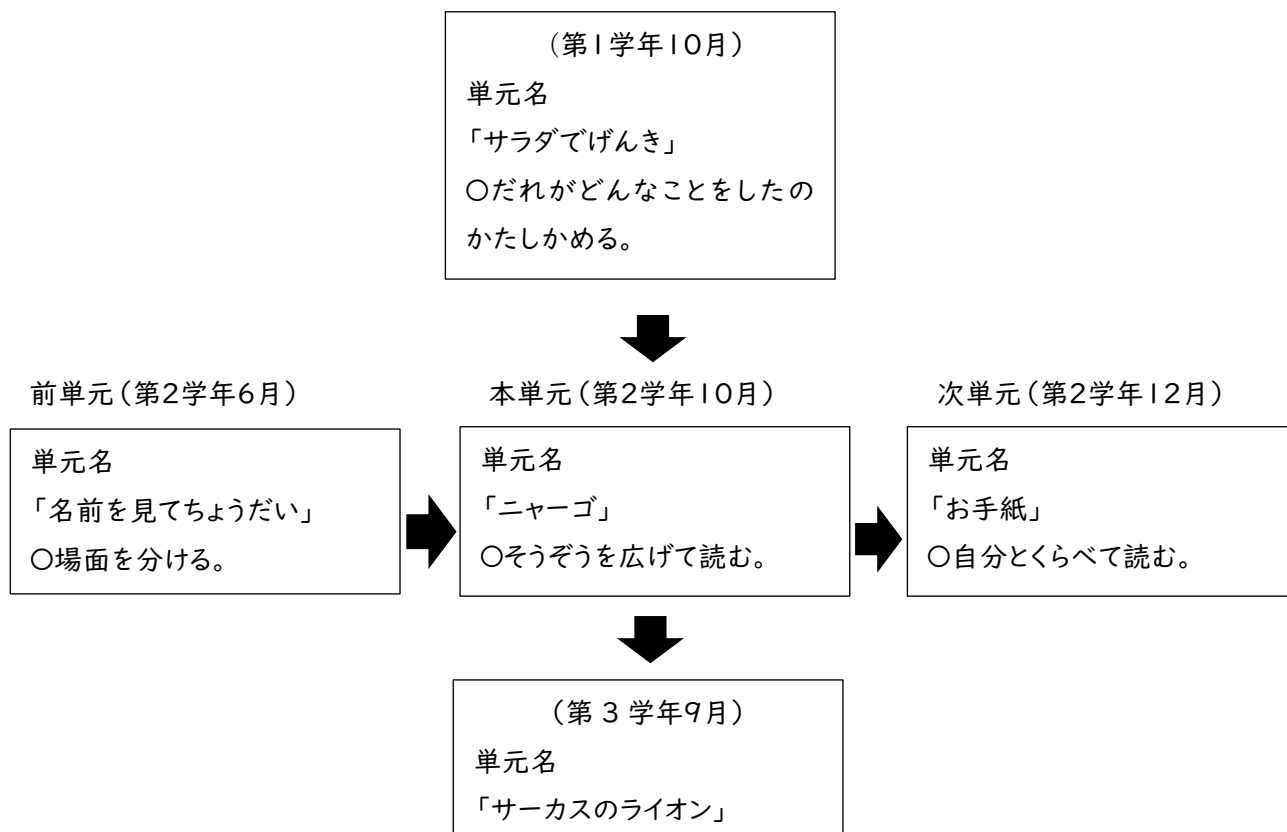 (第1学年10月)
単元名
「サラダでげんき」
○だれがどんなことをしたの
かたしかめる。
前単元(第2学年6月)
単元名
「名前を見てちょうだい」
○場面を分ける。
本単元(第2学年10月)
単元名
「ニャーゴ」
○そうぞうを広げて読む。
次単元(第2学年12月)
単元名
「お手紙」
○自分とくらべて読む。
(第 3 学年9月)
単元名
「サーカスのライオン」